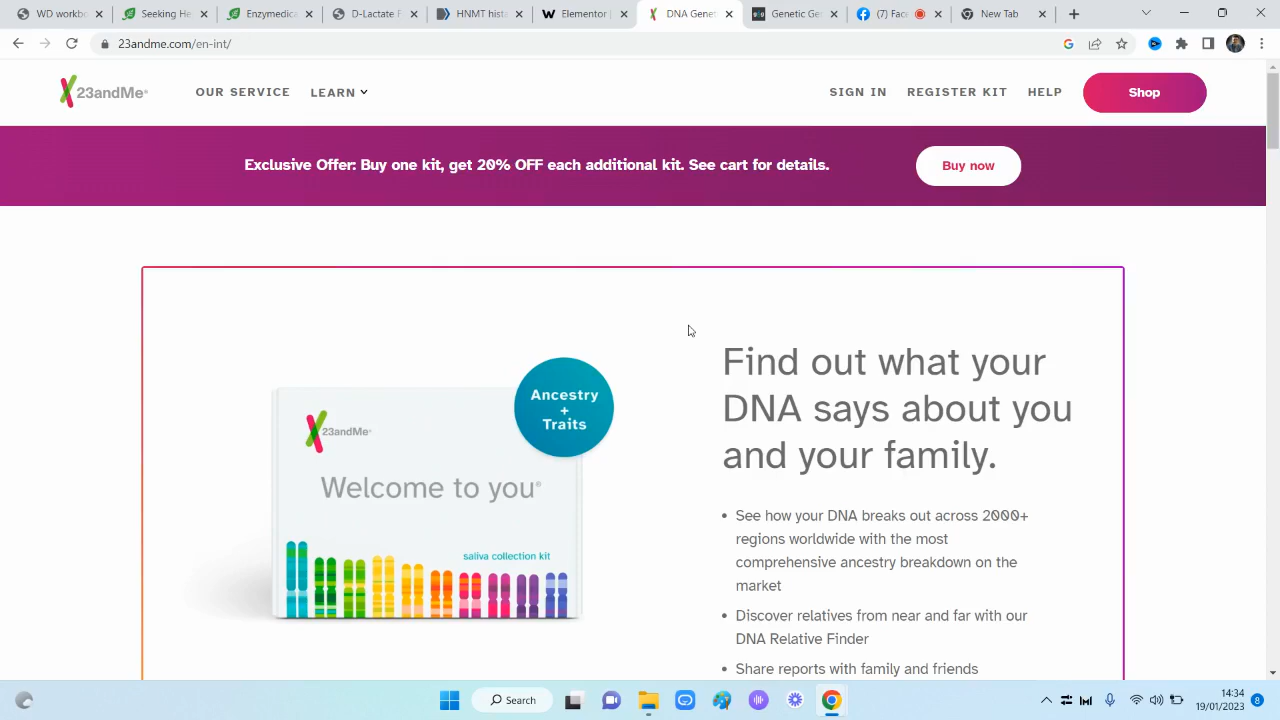 WD workb
Seeking He
Enzymedica
D-Lactate F
HNMT hist
Elementor |
DNA Gene
Genetic Ge
(7) Face
New Tab
23andme.com/en-int/
23andMe®
OUR SERVICE
LEARN
SIGN IN
REGISTER KIT
HELP
Shop
Exclusive Offer: Buy one kit, get 20% OFF each additional kit. See cart for details.
Buy now
Ancestry
+
Traits
23andMe
Welcome to you®
saliva collection kit
Find out what your
DNA says about you
and your family.
• See how your DNA breaks out across 2000+
regions worldwide with the most
comprehensive ancestry breakdown on the
market
• Discover relatives from near and far with our
DNA Relative Finder
• Share reports with family and friends
Search
14:34
19/01/2023
8